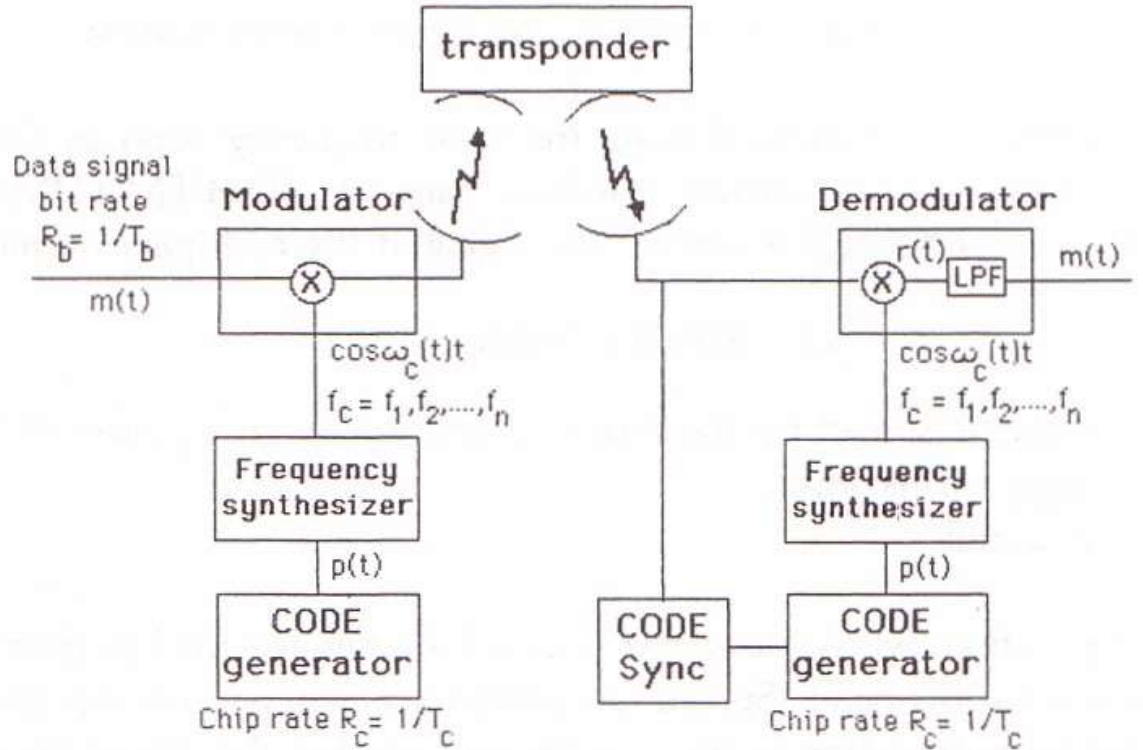 transponder
Data signal
bit rate
R_b = 1/T_b
m(t)
Modulator
X
cosω_c(t)t
f_c = f_1, f_2,....,f_n
Frequency
synthesizer
p(t)
CODE
generator
Chip rate R_c = 1/T_c
Demodulator
X
r(t)
LPF
m(t)
cosω_c(t)t
f_c = f_1, f_2,....,f_n
Frequency
synthesizer
p(t)
CODE
Sync
CODE
generator
Chip rate R_c = 1/T_c